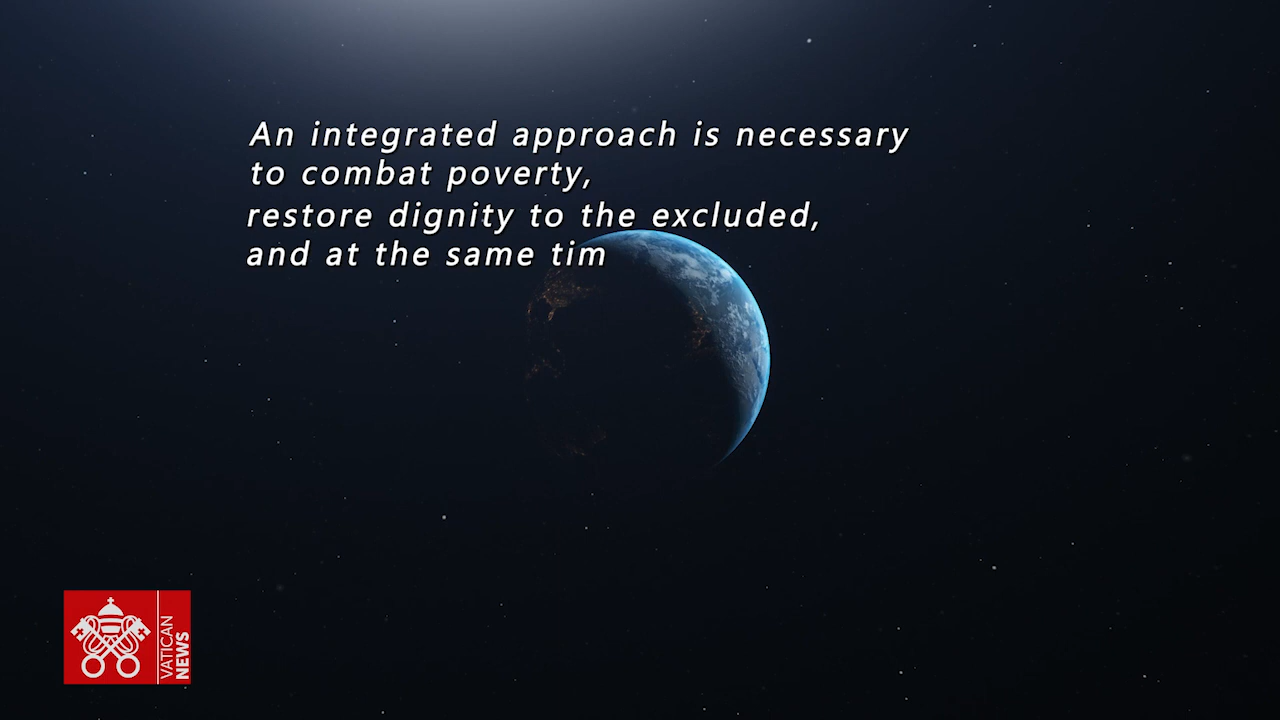 An integrated approach is necessary
to combat poverty,
restore dignity to the excluded,
and at the same tim
VATICAN
NEWS